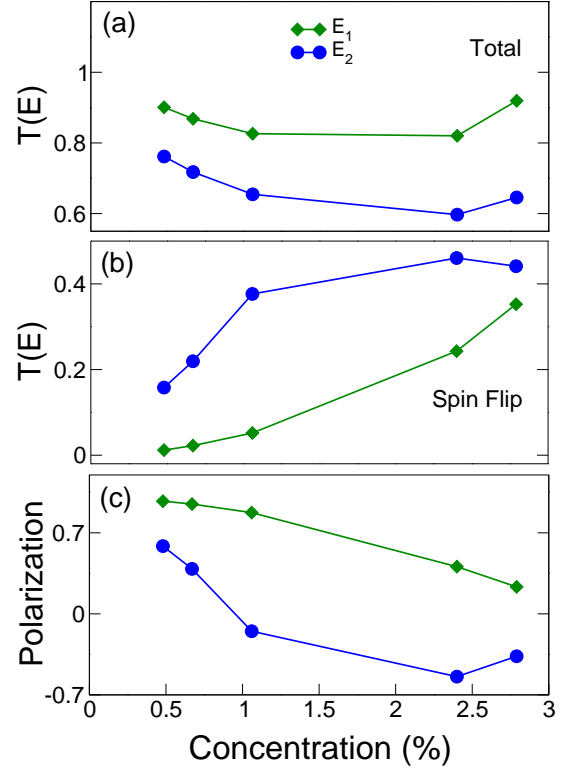 (a)
E1
E2
Total
1
0.8
0.6
T(E)
(b)
0.4
0.2
0
T(E)
Spin Flip
(c)
0.7
0
-0.7
Polarization
0 0.5 1 1.5 2 2.5 3
Concentration (%)